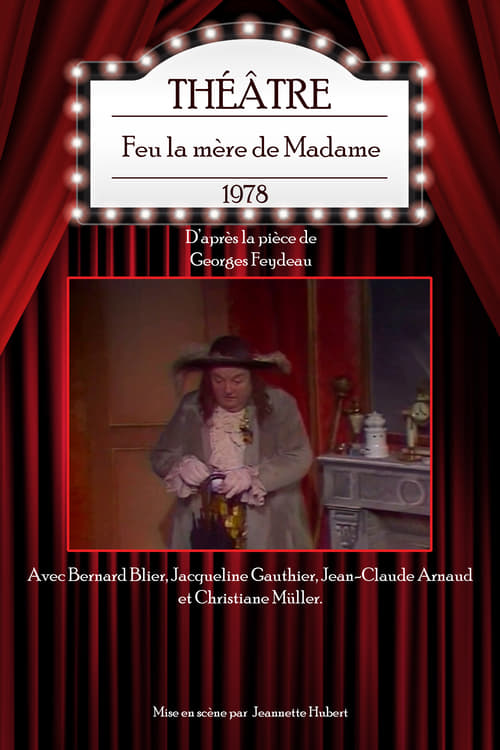 THÉÂTRE
Feu la mère de Madame
1978
D'après la pièce de
Georges Feydeau
Avec Bernard Blier, Jacqueline Gauthier, Jean-Claude Arnaud
et Christiane Müller.
Mise en scène par Jeannette Hubert